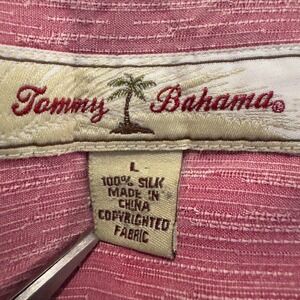 Tommy Bahama®
L
100% SILK
MADE IN
CHINA
COPYRIGHTED
FABRIC